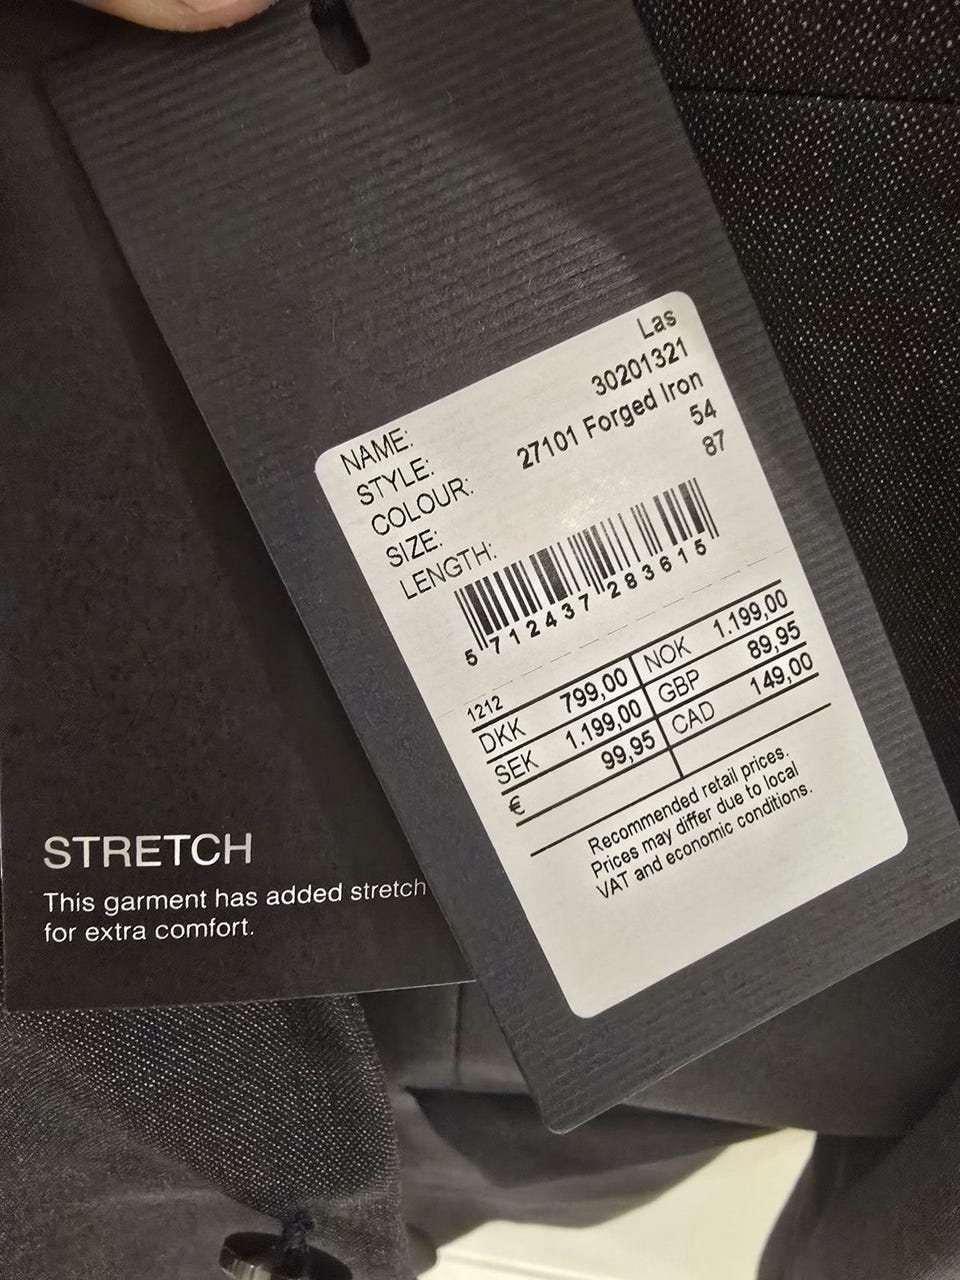 NAME: Las
STYLE: 30201321
COLOUR: 27101 Forged Iron
SIZE: 54
LENGTH: 87
5 712437 283615
1212
DKK 799,00 NOK 1.199,00
SEK 1.199,00 GBP 89,95
€ 99,95 CAD 149,00
Recommended retail prices.
Prices may differ due to local
VAT and economic conditions.
STRETCH
This garment has added stretch
for extra comfort.